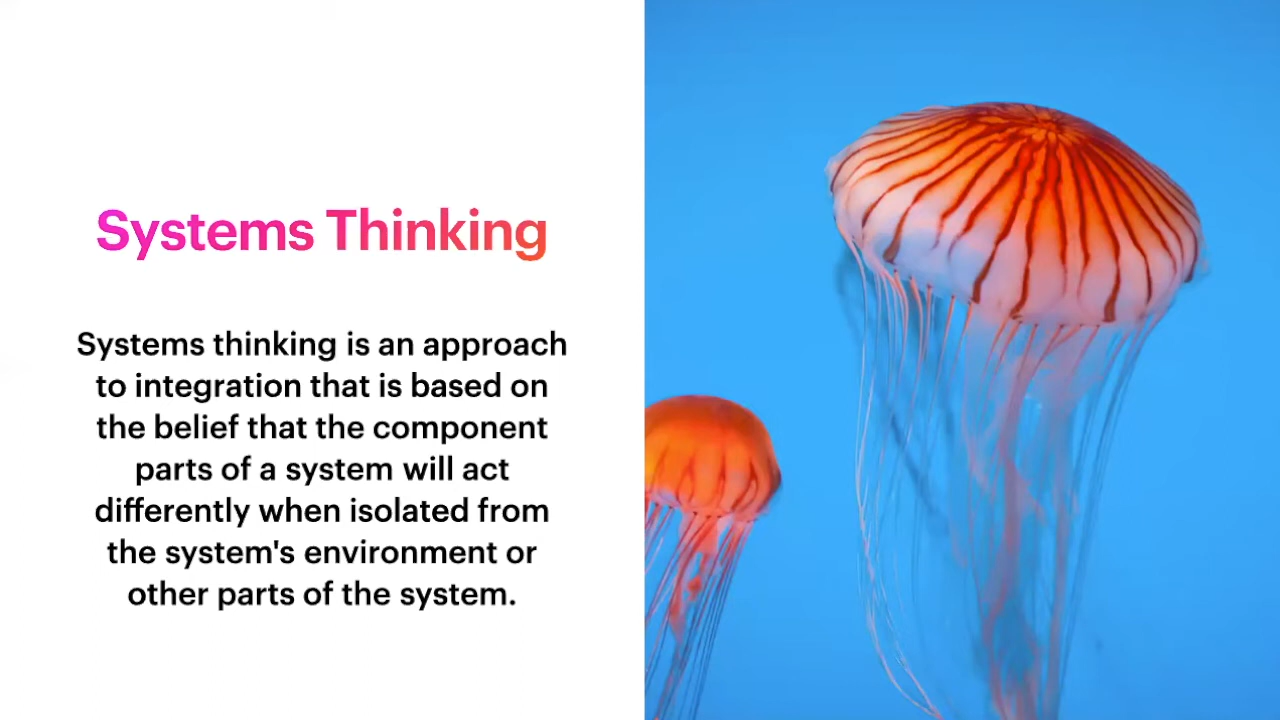 Systems Thinking
Systems thinking is an approach
to integration that is based on
the belief that the component
parts of a system will act
differently when isolated from
the system's environment or
other parts of the system.